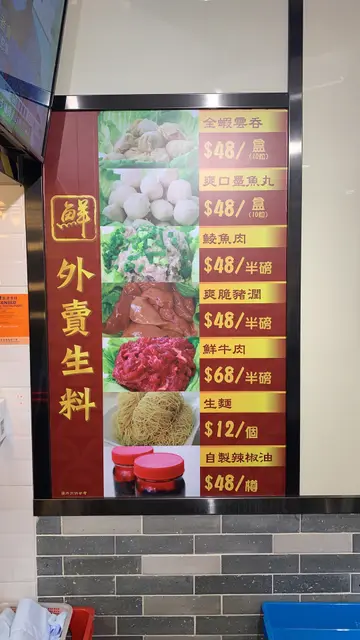 鮮
外賣生料
全蝦雲吞
$48/盒
(10粒)
爽口墨魚丸
$48/盒
(10粒)
鯪魚肉
$48/半磅
爽脆豬潤
$48/半磅
鮮牛肉
$68/半磅
生麵
$12/個
自製辣椒油
$48/樽